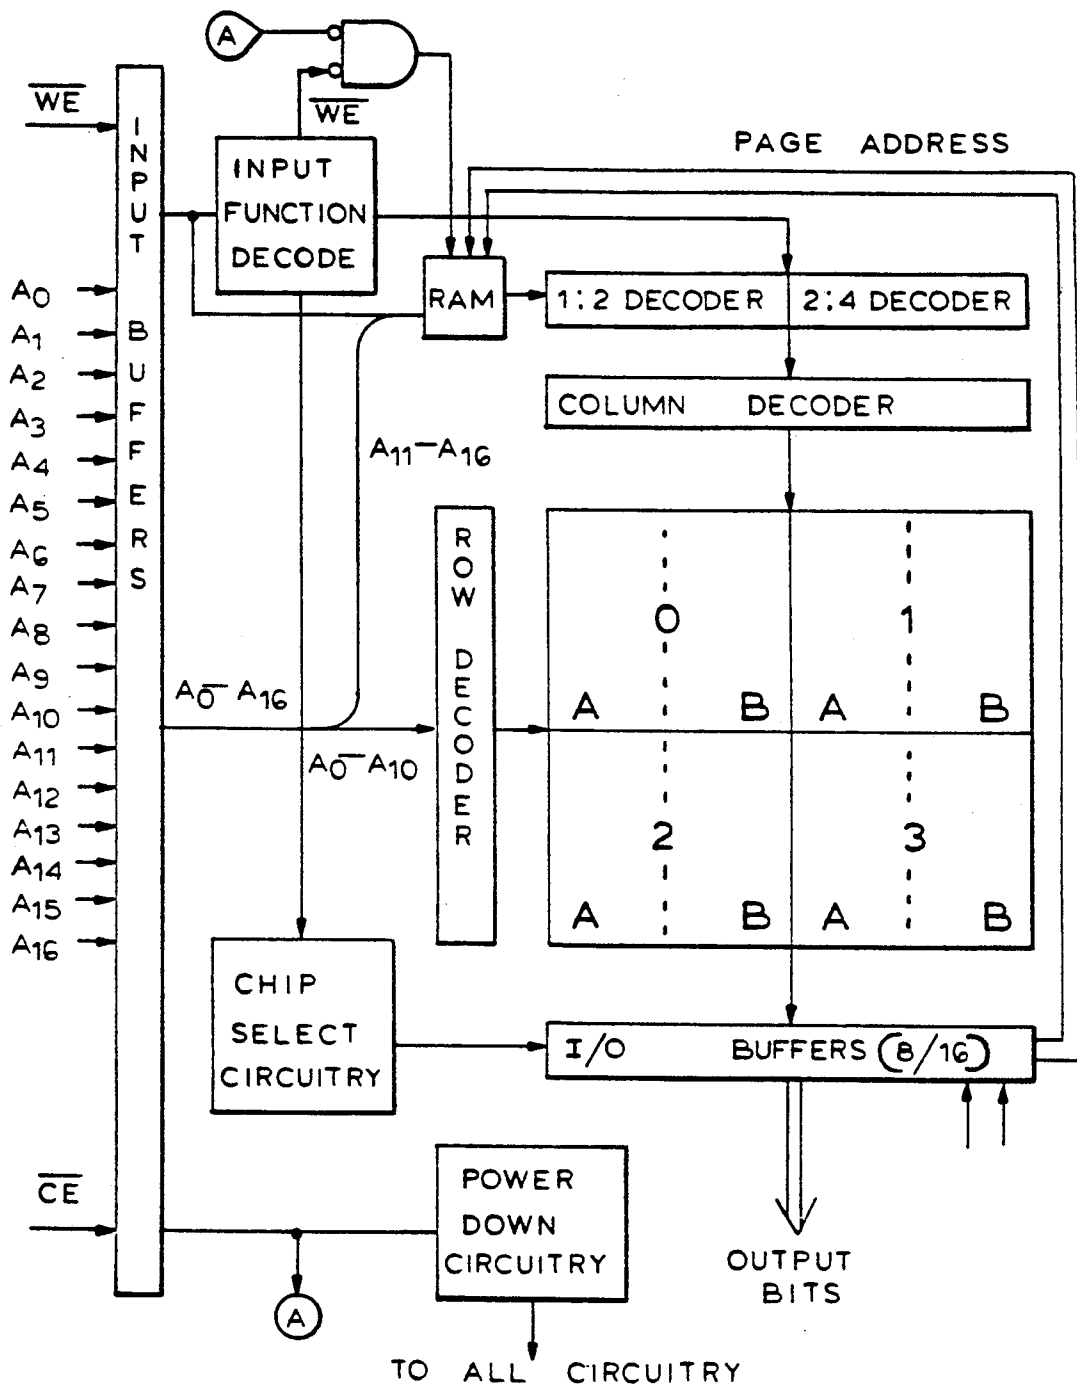 A
W̅E̅
W̅E̅
INPUT BUFFERS
PAGE ADDRESS
INPUT
FUNCTION
DECODE
RAM
1:2 DECODER
2:4 DECODER
COLUMN DECODER
A0
A1
A2
A3
A4
A5
A6
A7
A8
A9
A10
A11
A12
A13
A14
A15
A16
A11-A16
ROW DECODER
A0-A16
A0-A10
0
1
A B A B
2
3
A B A B
CHIP
SELECT
CIRCUITRY
I/O BUFFERS (8/16)
C̅E̅
POWER
DOWN
CIRCUITRY
A
OUTPUT
BITS
TO ALL CIRCUITRY